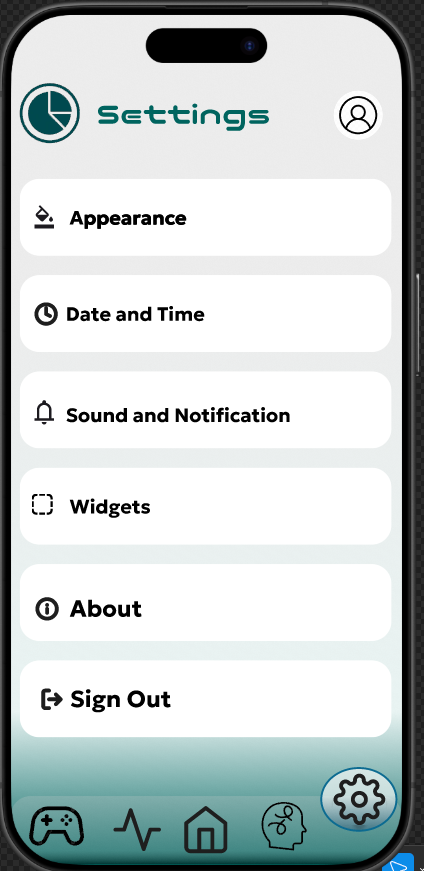 Settings
Appearance
Date and Time
Sound and Notification
Widgets
About
Sign Out